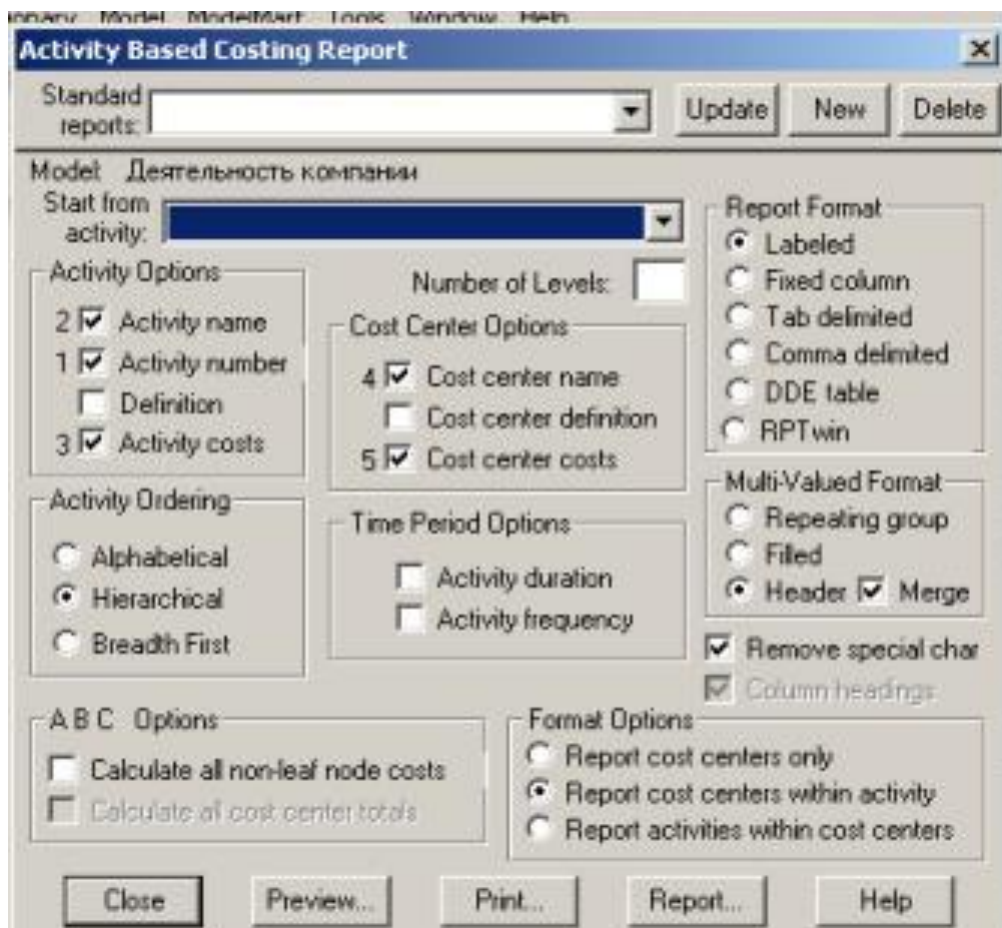 Dictionary Model ModelMart Tools Window Help
Activity Based Costing Report
Standard reports:
Update New Delete
Model: Деятельность компании
Start from activity:
Number of Levels:
Activity Options
2 Activity name
1 Activity number
Definition
3 Activity costs
Cost Center Options
4 Cost center name
Cost center definition
5 Cost center costs
Report Format
Labeled
Fixed column
Tab delimited
Comma delimited
DDE table
RPTwin
Activity Ordering
Alphabetical
Hierarchical
Breadth First
Time Period Options
Activity duration
Activity frequency
Multi-Valued Format
Repeating group
Filled
Header Merge
Remove special char
Column headings
A B C Options
Calculate all non-leaf node costs
Calculate all cost center totals
Format Options
Report cost centers only
Report cost centers within activity
Report activities within cost centers
Close Preview... Print... Report... Help